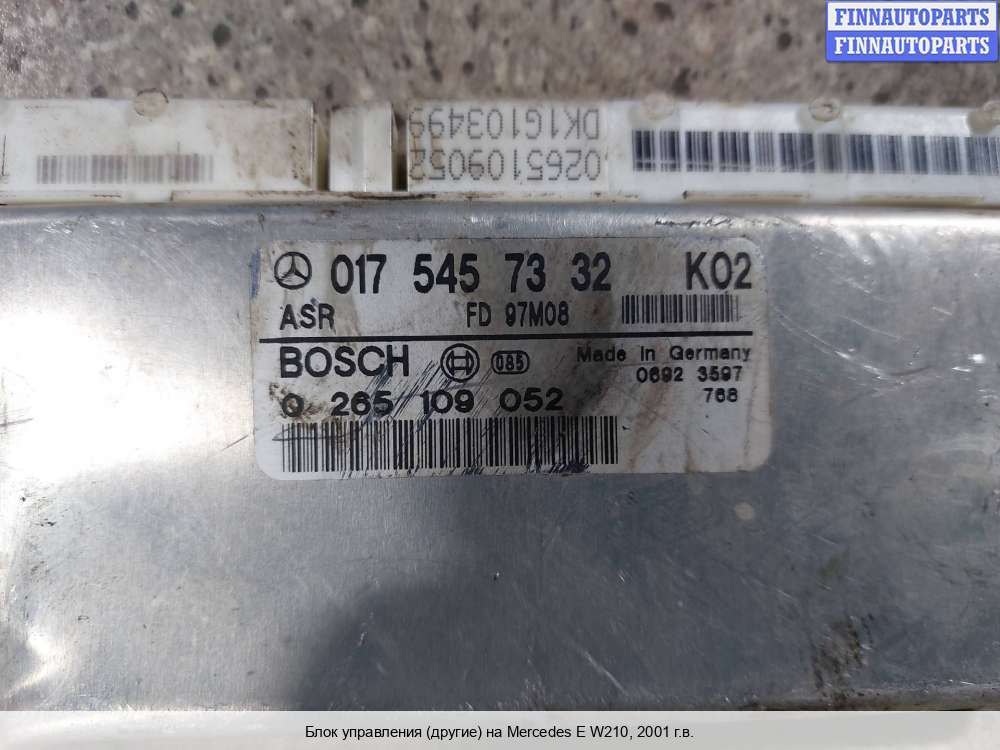 FINNAUTOPARTS
FINNAUTOPARTS
DK1G103499
0265109052
017 545 73 32 K02
ASR FD 97M08
BOSCH 085 Made in Germany
0692 3597
0 265 109 052 768
Блок управления (другие) на Mercedes E W210, 2001 г.в.